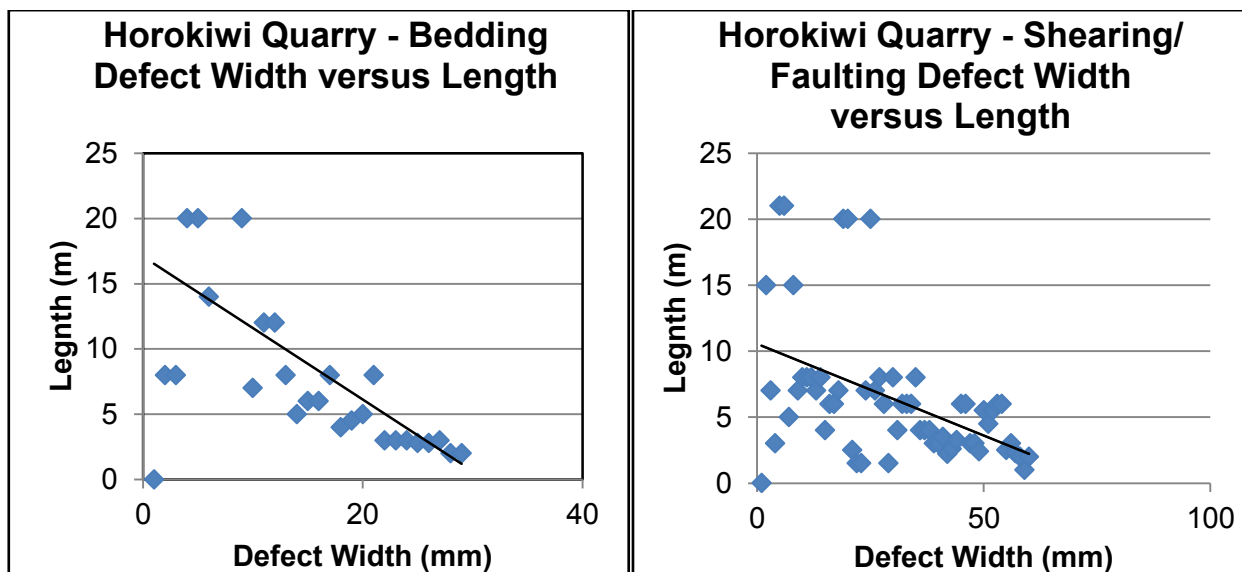 Horokiwi Quarry - Bedding
Defect Width versus Length
25
20
15
10
5
0
0
20
40
Legnth (m)
Defect Width (mm)
Horokiwi Quarry - Shearing/
Faulting Defect Width
versus Length
25
20
15
10
5
0
0
50
100
Legnth (m)
Defect Width (mm)